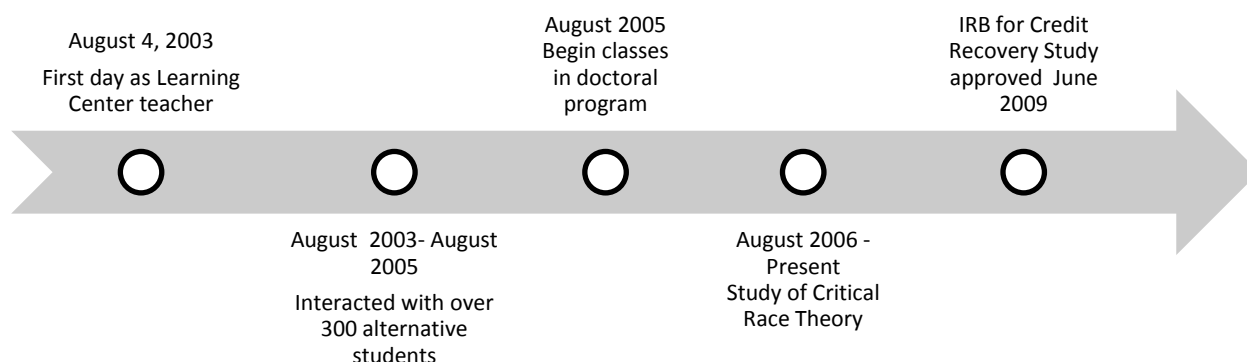 August 4, 2003
First day as Learning
Center teacher
August  2003- August
2005
Interacted with over
300 alternative
students
August 2005
Begin classes
in doctoral
program
August 2006 -
Present
Study of Critical
Race Theory
IRB for Credit
Recovery Study
approved  June
2009